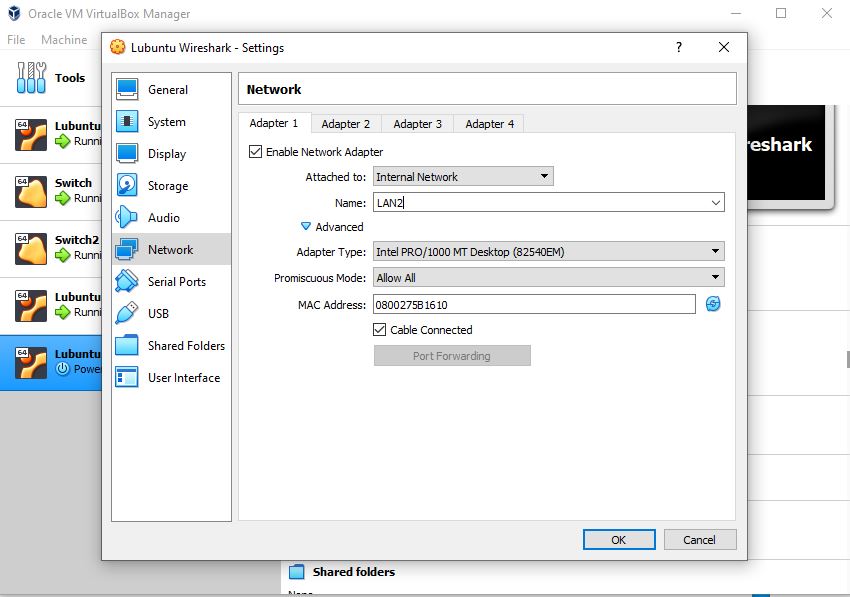 Oracle VM VirtualBox Manager
File Machine
Lubuntu Wireshark - Settings
?
Tools
64
Lubuntu
Runni
64
Switch
Runni
64
Switch2
Runni
64
Lubuntu
Runni
64
Lubuntu
Powe
General
System
Display
Storage
Audio
Network
Serial Ports
USB
Shared Folders
User Interface
Network
Adapter 1 Adapter 2 Adapter 3 Adapter 4
Enable Network Adapter
Attached to: Internal Network
Name: LAN2
Advanced
Adapter Type: Intel PRO/1000 MT Desktop (82540EM)
Promiscuous Mode: Allow All
MAC Address: 0800275B1610
Cable Connected
Port Forwarding
OK Cancel
reshark
Shared folders
None